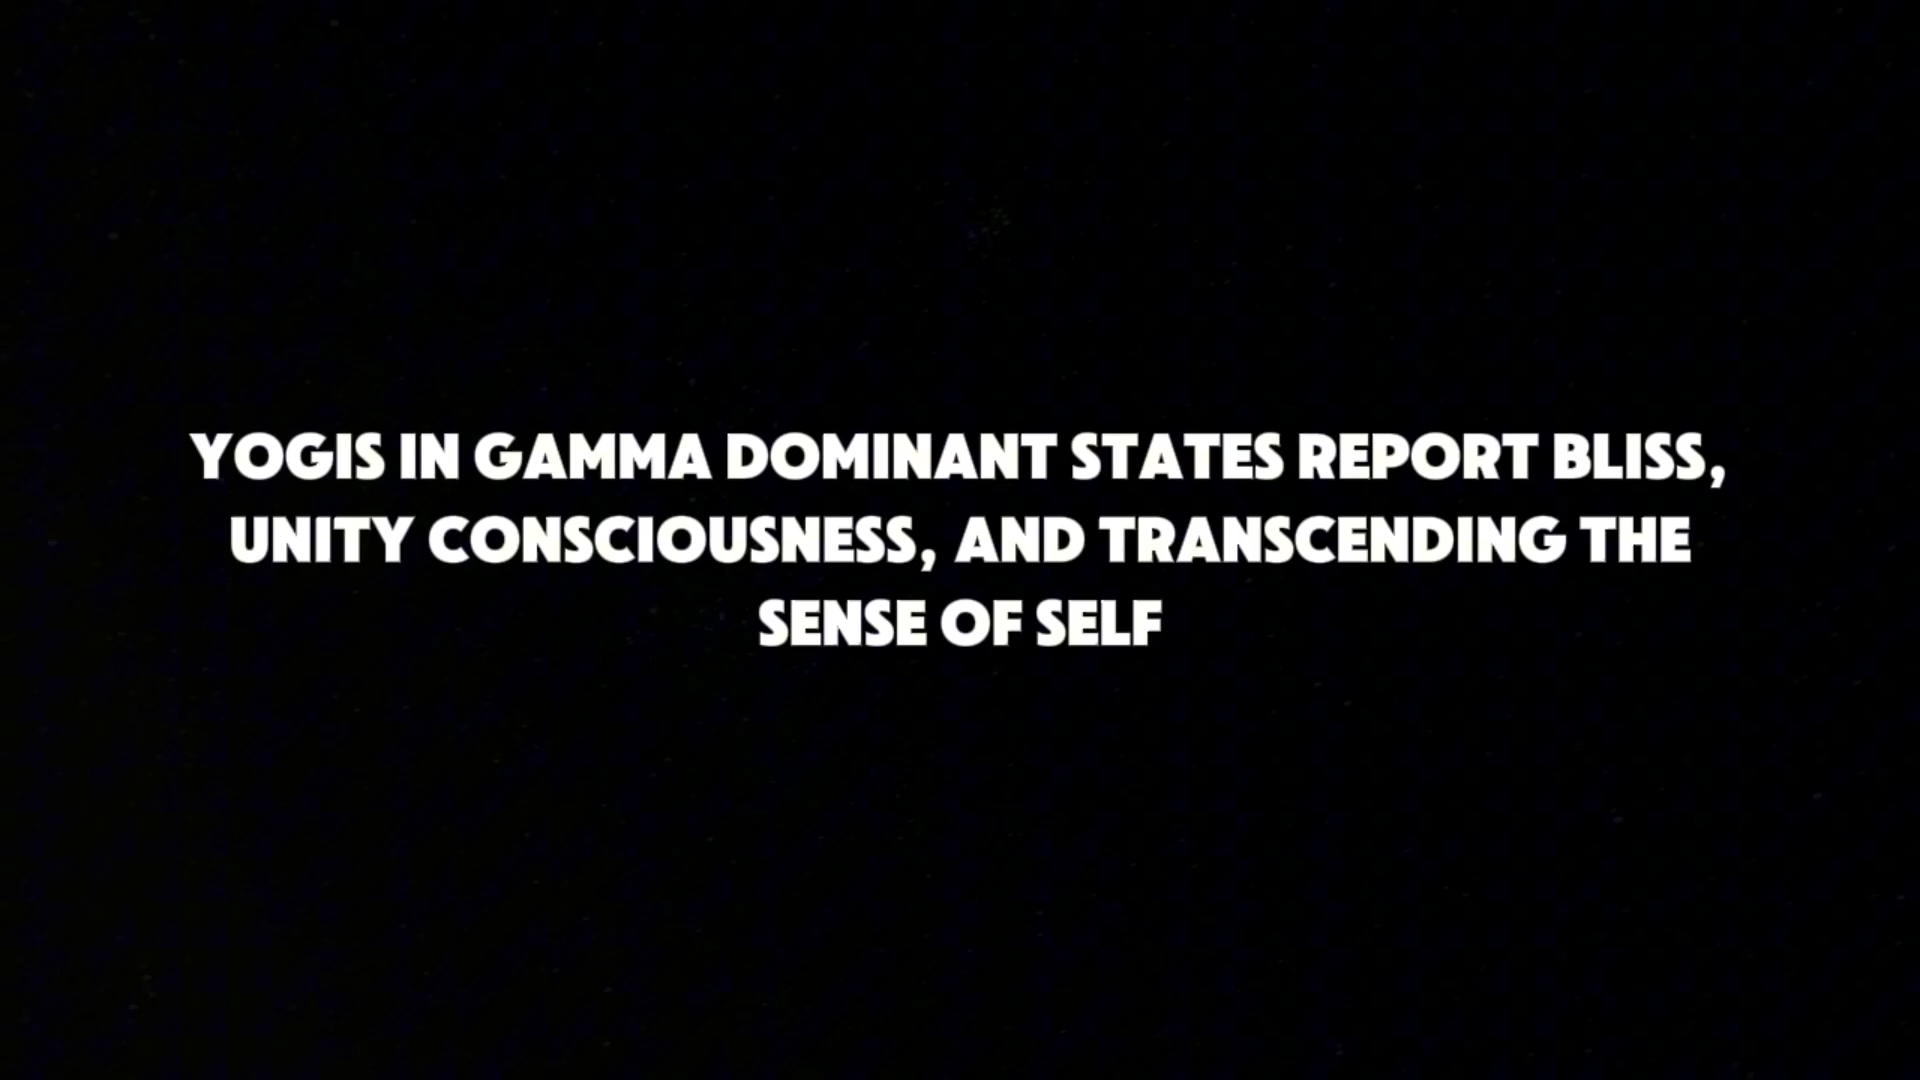 YOGIS IN GAMMA DOMINANT STATES REPORT BLISS,
UNITY CONSCIOUSNESS, AND TRANSCENDING THE
SENSE OF SELF